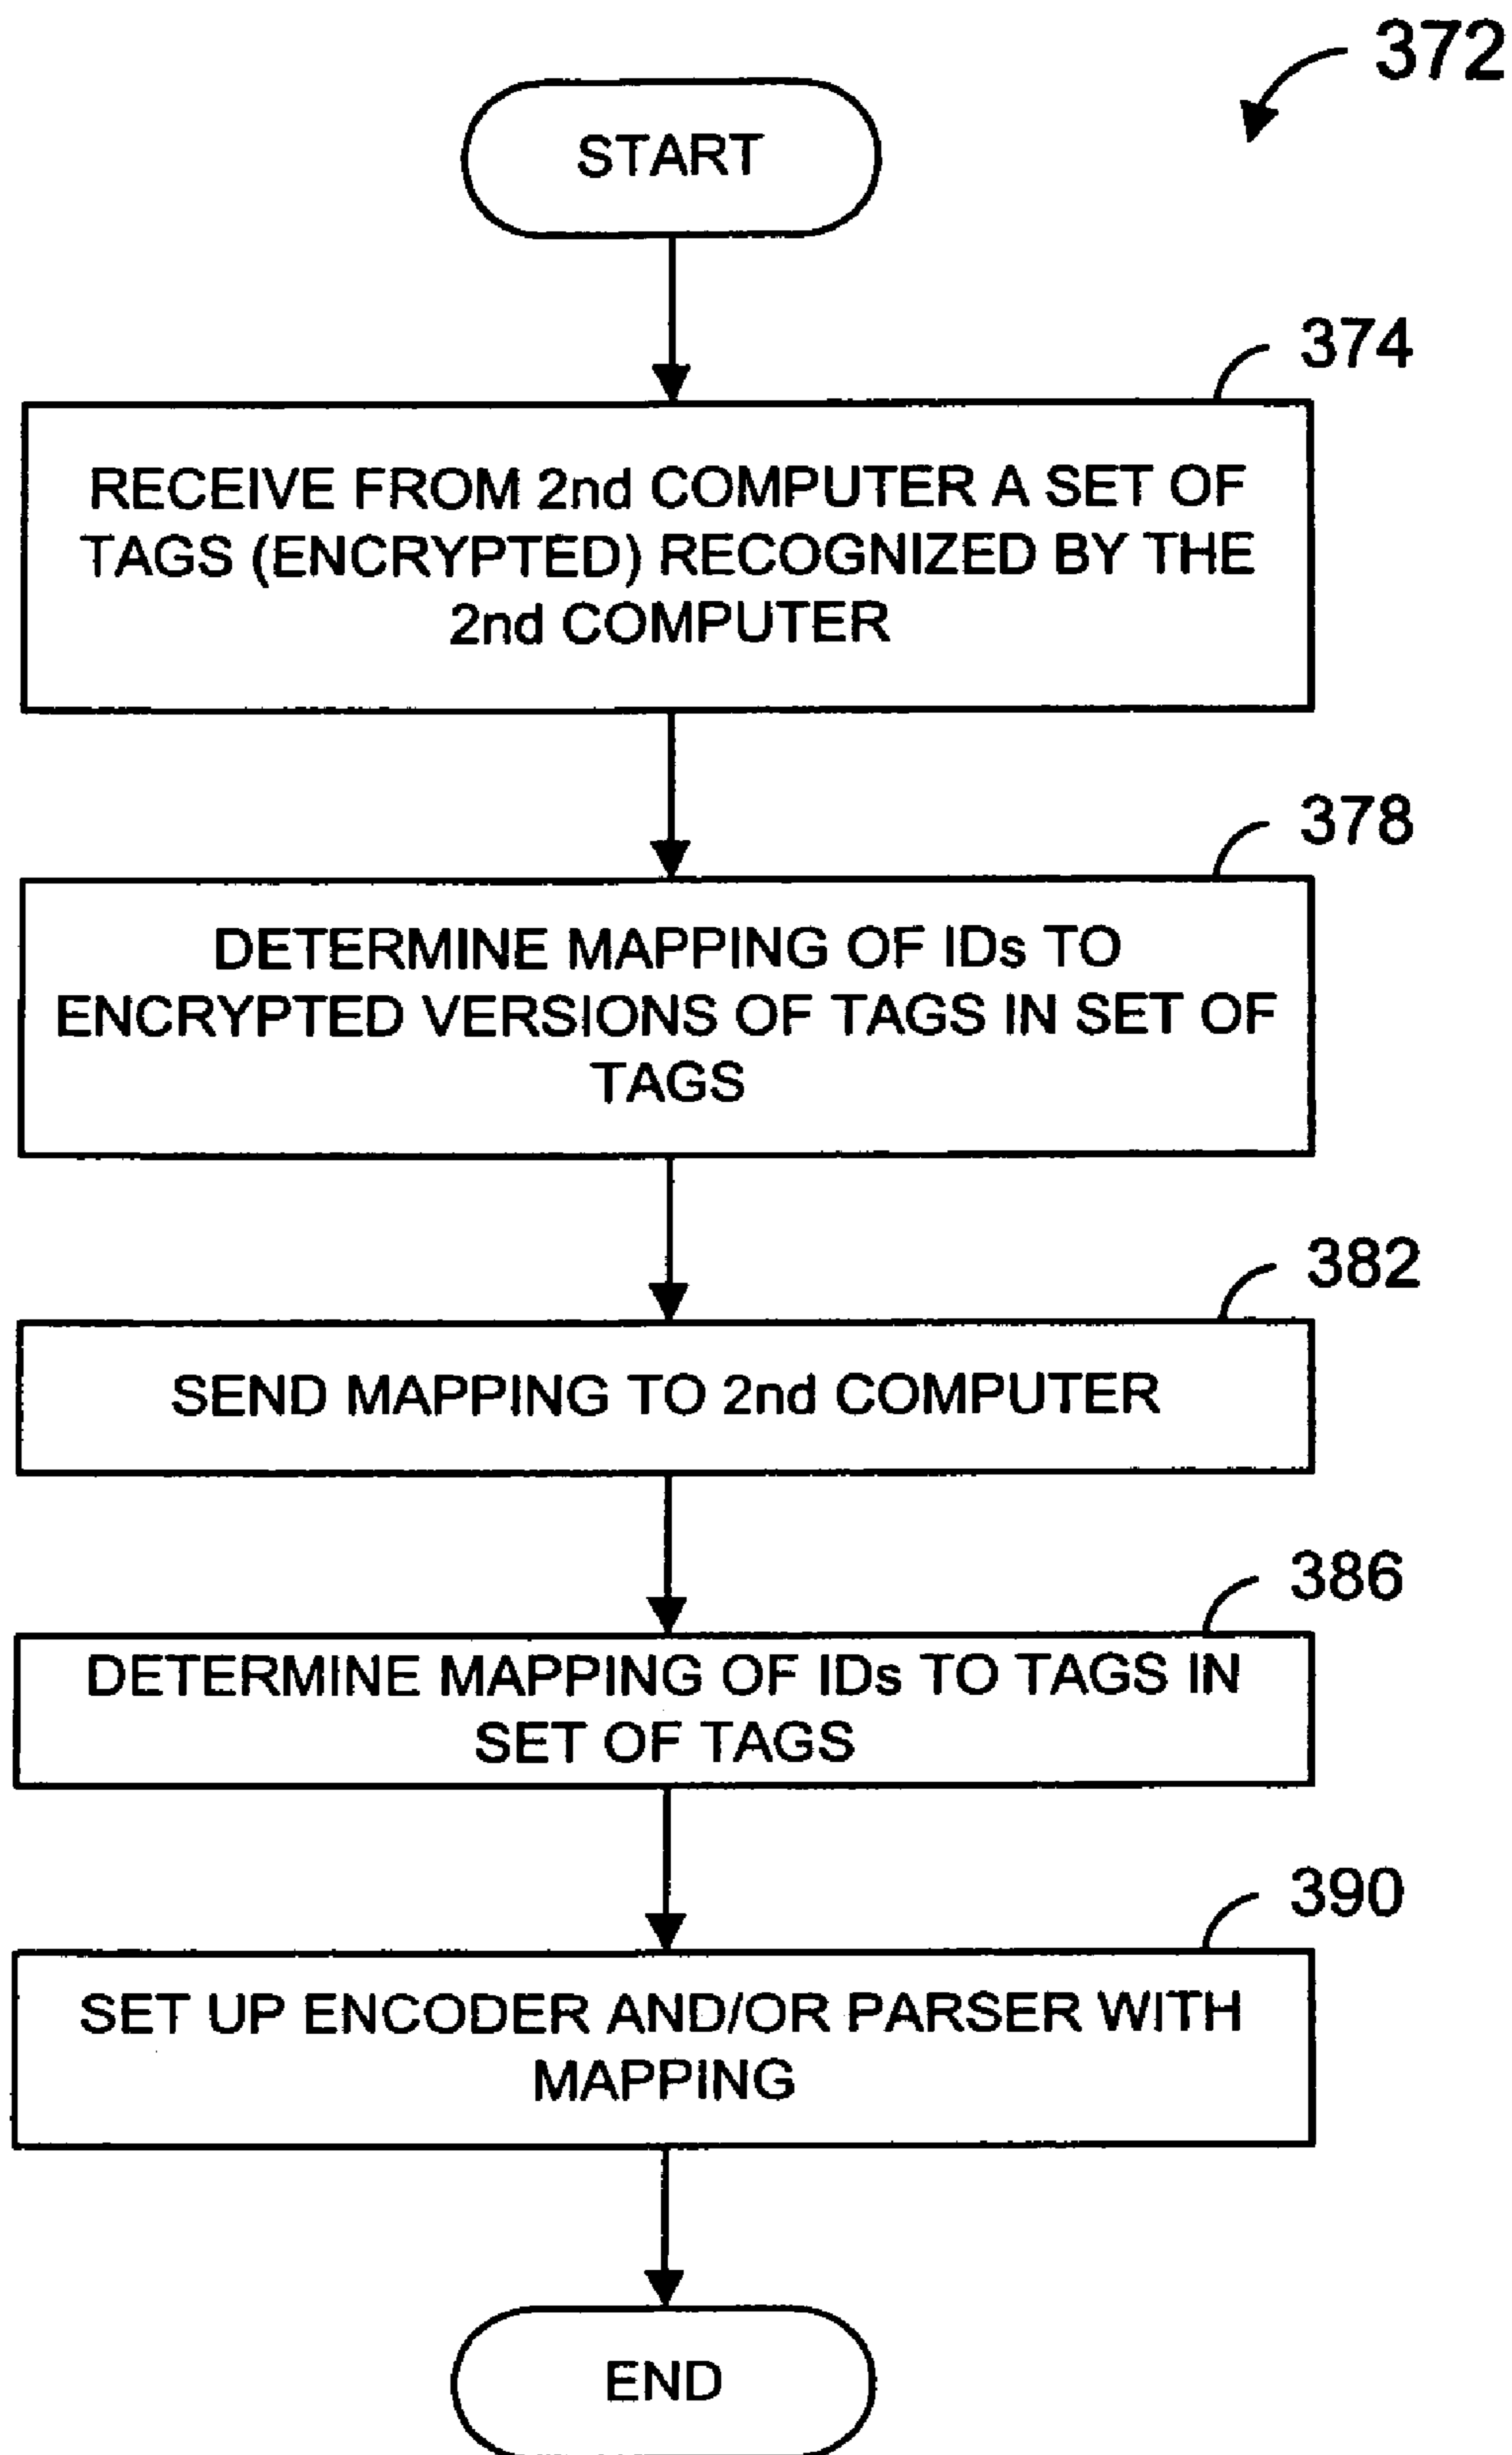 372
START
374
RECEIVE FROM 2nd COMPUTER A SET OF
TAGS (ENCRYPTED) RECOGNIZED BY THE
2nd COMPUTER
378
DETERMINE MAPPING OF IDs TO
ENCRYPTED VERSIONS OF TAGS IN SET OF
TAGS
382
SEND MAPPING TO 2nd COMPUTER
386
DETERMINE MAPPING OF IDs TO TAGS IN
SET OF TAGS
390
SET UP ENCODER AND/OR PARSER WITH
MAPPING
END